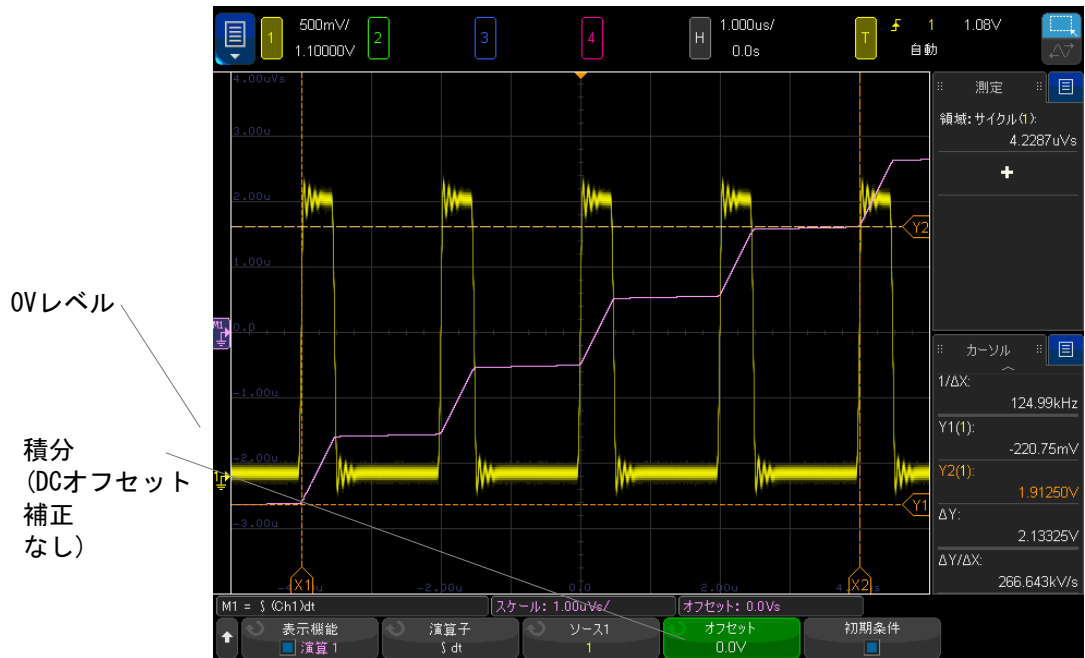 500mV/
1
1.10000V
2
3
4
H
1.000us/
0.0s
T
1
1.08V
自動
4.00uVs
3.00u
2.00u
1.00u
0.0
-1.00u
-2.00u
-3.00u
-2.00u
0.0
2.00u
Y2
Y1
X1
X2
M1
1
測定
領域:サイクル(1):
4.2287uVs
+
カーソル
1/ΔX:
124.99kHz
Y1(1):
-220.75mV
Y2(1):
1.91250V
ΔY:
2.13325V
ΔY/ΔX:
266.643kV/s
0Vレベル
積分
(DCオフセット
補正
なし)
M1 = ∫ (Ch1)dt
スケール: 1.00uVs/
オフセット: 0.0Vs
表示機能
演算 1
演算子
∫ dt
ソース1
1
オフセット
0.0V
初期条件